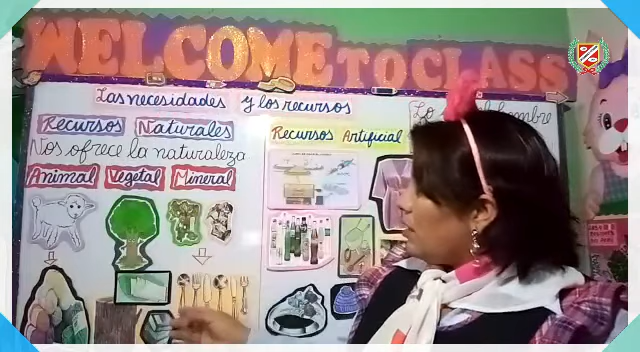 WELCOME TO CLASS
Las necesidades y los recursos
Recursos Naturales
Nos ofrece la naturaleza
Animal Vegetal Mineral
Recursos Artificial
hombre